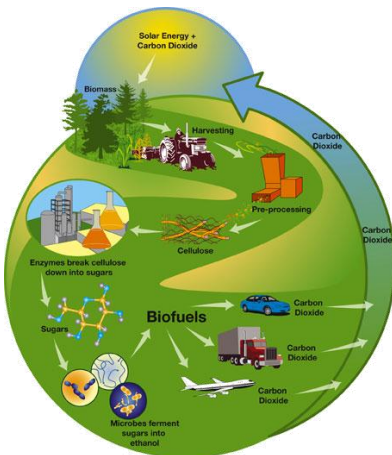 Solar Energy +
Carbon Dioxide
Biomass
Harvesting
Carbon
Dioxide
Pre-processing
Cellulose
Carbon
Dioxide
Enzymes break cellulose
down into sugars
Sugars
Biofuels
Carbon
Dioxide
Carbon
Dioxide
Carbon
Dioxide
Microbes ferment
sugars into
ethanol